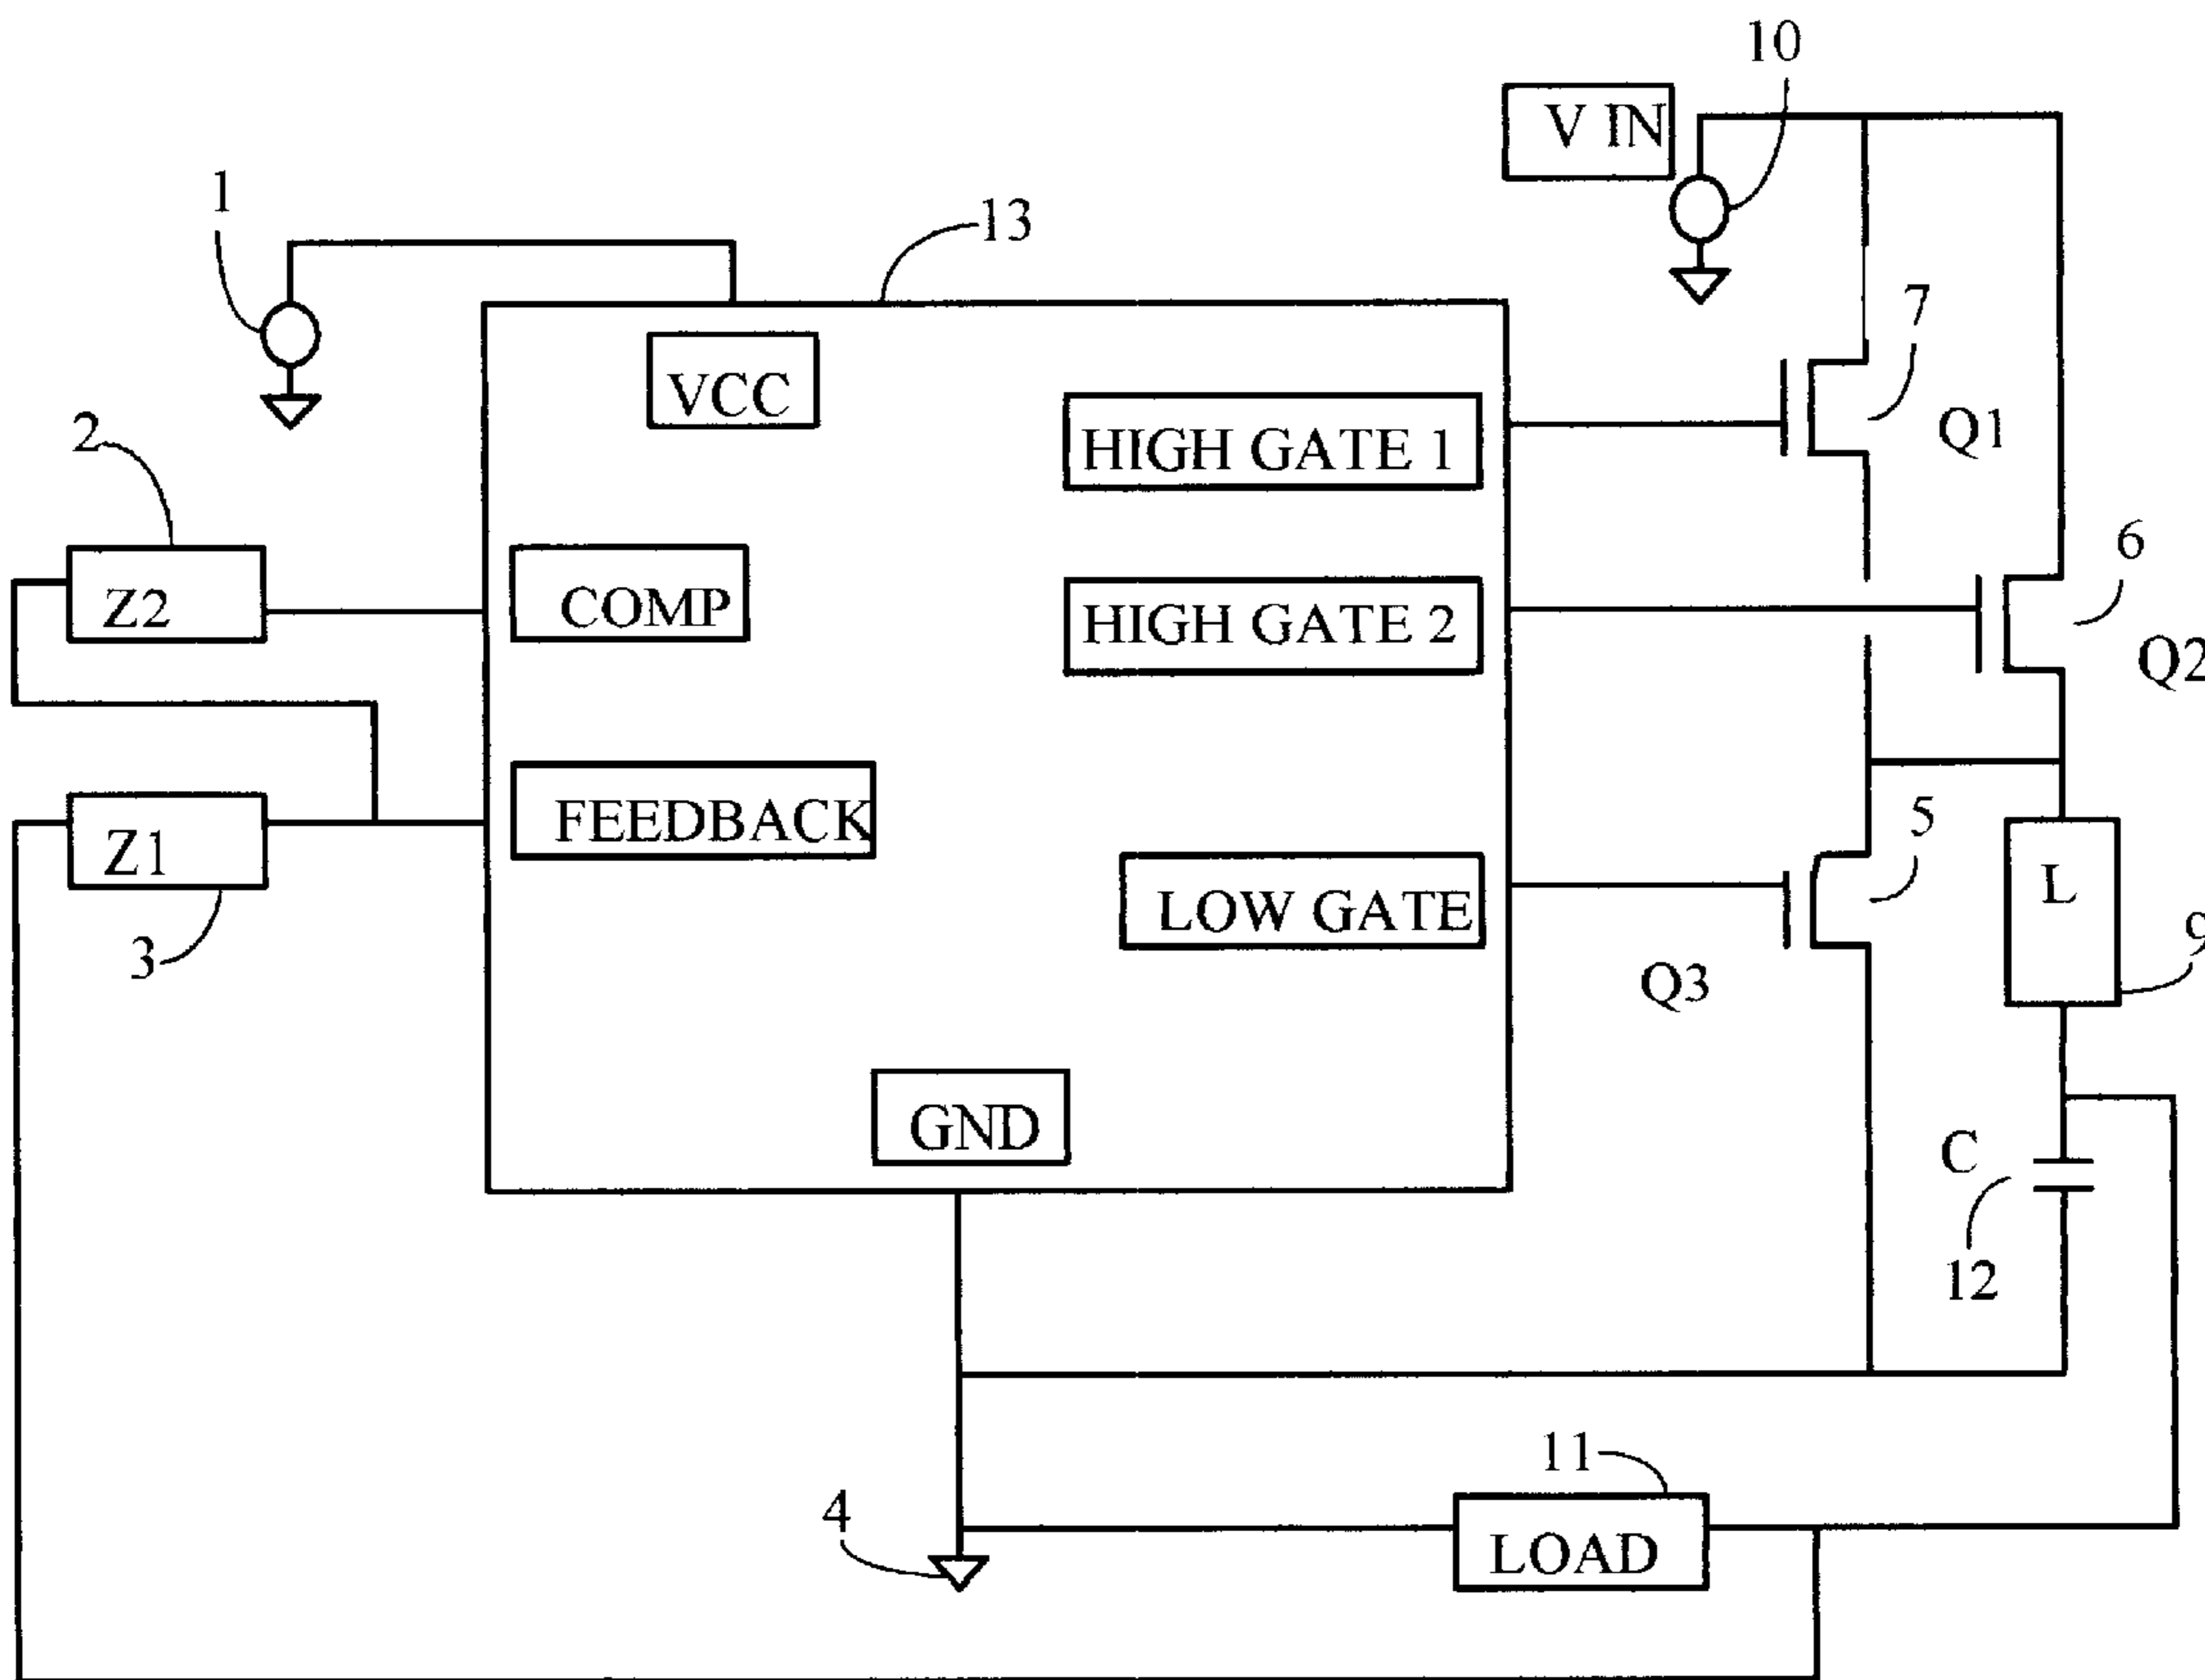 10
V IN
1
13
7
VCC
2
HIGH GATE 1
Q1
6
Z2
COMP
HIGH GATE 2
Q2
Z1
FEEDBACK
5
L
3
LOW GATE
9
Q3
GND
C
12
11
4
LOAD